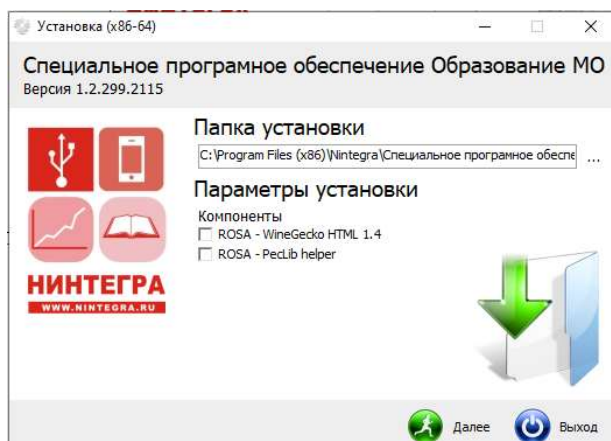 Установка (x86-64)
Специальное програмное обеспечение Образование МО
Версия 1.2.299.2115
Папка установки
C:\Program Files (x86)\Nintegra\Специальное програмное обеспе
...
Параметры установки
Компоненты
ROSA - WineGecko HTML 1.4
ROSA - PecLib helper
НИНТЕГРА
WWW.NINTEGRA.RU
Далее
Выход